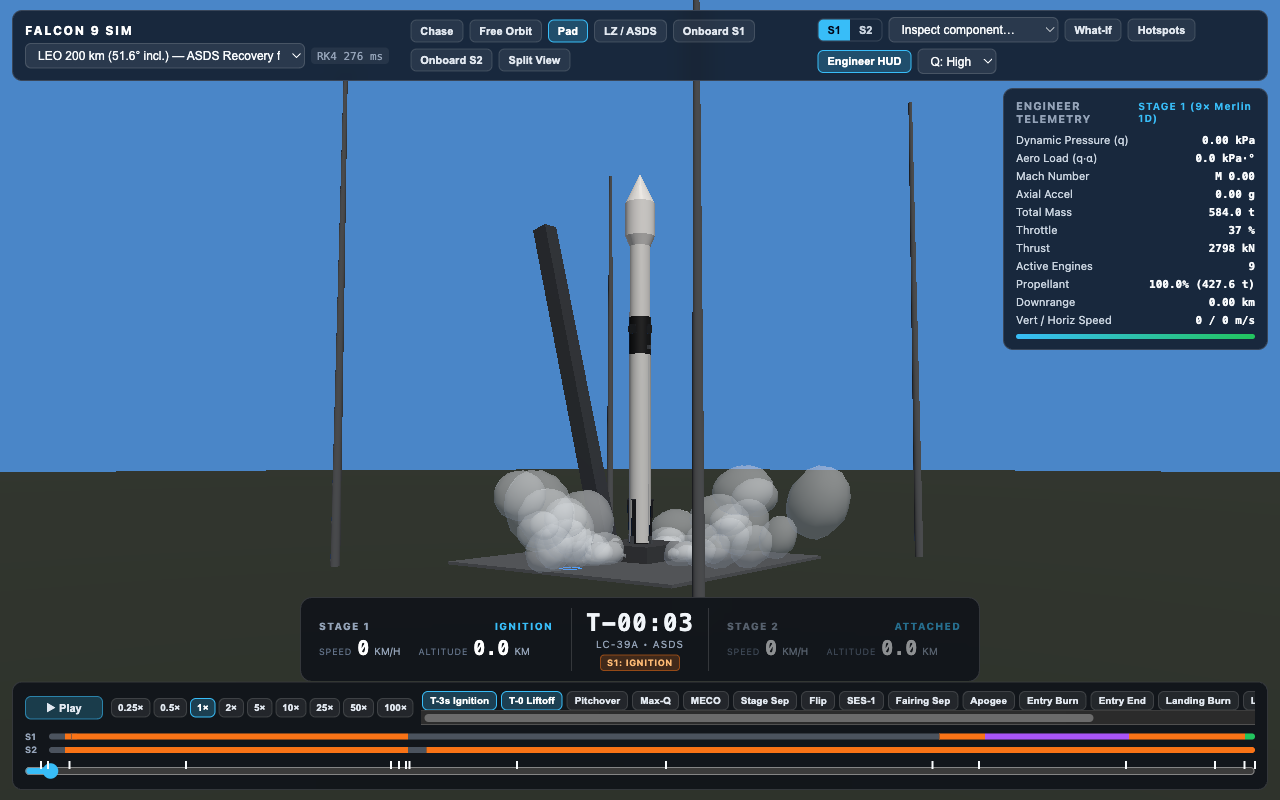 FALCON 9 SIM
LEO 200 km (51.6° incl.) — ASDS Recovery f
RK4 276 ms
Chase
Free Orbit
Pad
LZ / ASDS
Onboard S1
Onboard S2
Split View
S1
S2
Inspect component…
What-If
Hotspots
Engineer HUD
Q: High
ENGINEER TELEMETRY
STAGE 1 (9× Merlin 1D)
Dynamic Pressure (q) 0.00 kPa
Aero Load (q·α) 0.0 kPa·°
Mach Number M 0.00
Axial Accel 0.00 g
Total Mass 584.0 t
Throttle 37 %
Thrust 2798 kN
Active Engines 9
Propellant 100.0% (427.6 t)
Downrange 0.00 km
Vert / Horiz Speed 0 / 0 m/s
STAGE 1 IGNITION
SPEED 0 KM/H ALTITUDE 0.0 KM
T−00:03
LC-39A • ASDS
S1: IGNITION
STAGE 2 ATTACHED
SPEED 0 KM/H ALTITUDE 0.0 KM
▶ Play
0.25×
0.5×
1×
2×
5×
10×
25×
50×
100×
T-3s Ignition
T-0 Liftoff
Pitchover
Max-Q
MECO
Stage Sep
Flip
SES-1
Fairing Sep
Apogee
Entry Burn
Entry End
Landing Burn
L
S1
S2